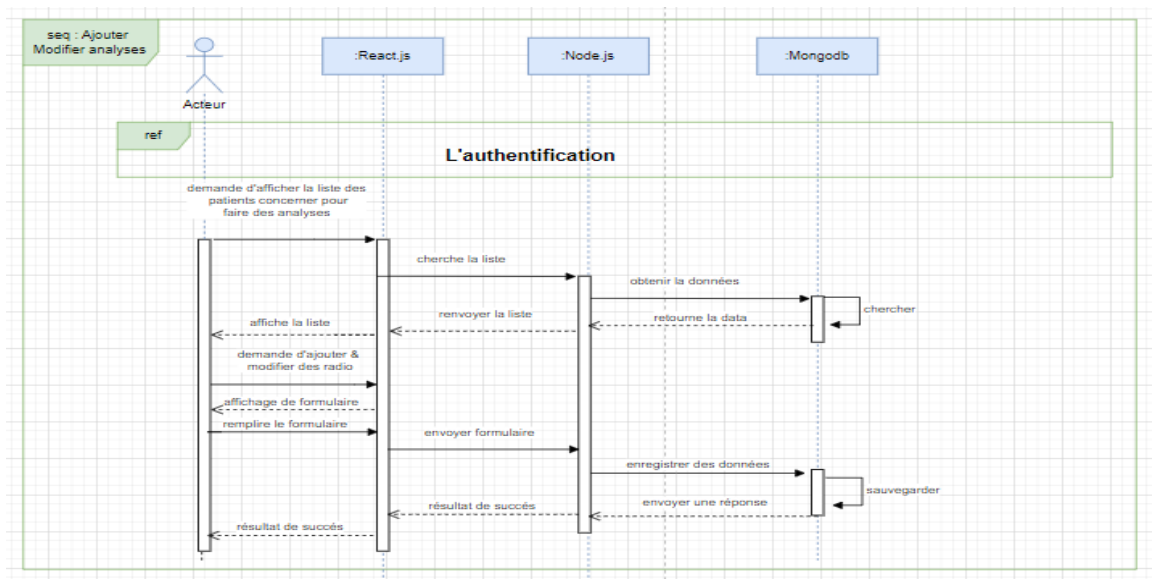 seq : Ajouter
Modifier analyses
:React.js
:Node.js
:Mongodb
Acteur
ref
L'authentification
demande d'afficher la liste des
patients concerner pour
faire des analyses
cherche la liste
obtenir la données
chercher
retourne la data
renvoyer la liste
affiche la liste
demande d'ajouter &
modifier des radio
affichage de formulaire
remplire le formulaire
envoyer formulaire
enregistrer des données
sauvegarder
envoyer une réponse
résultat de succés
résultat de succés